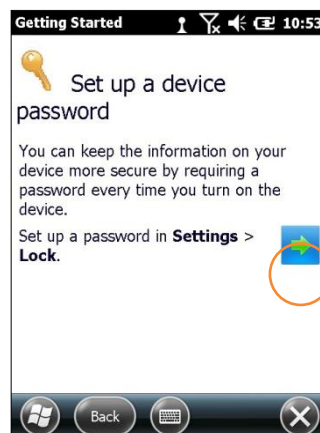 Getting Started 10:53
Set up a device
password
You can keep the information on your
device more secure by requiring a
password every time you turn on the
device.
Set up a password in Settings >
Lock.
Back